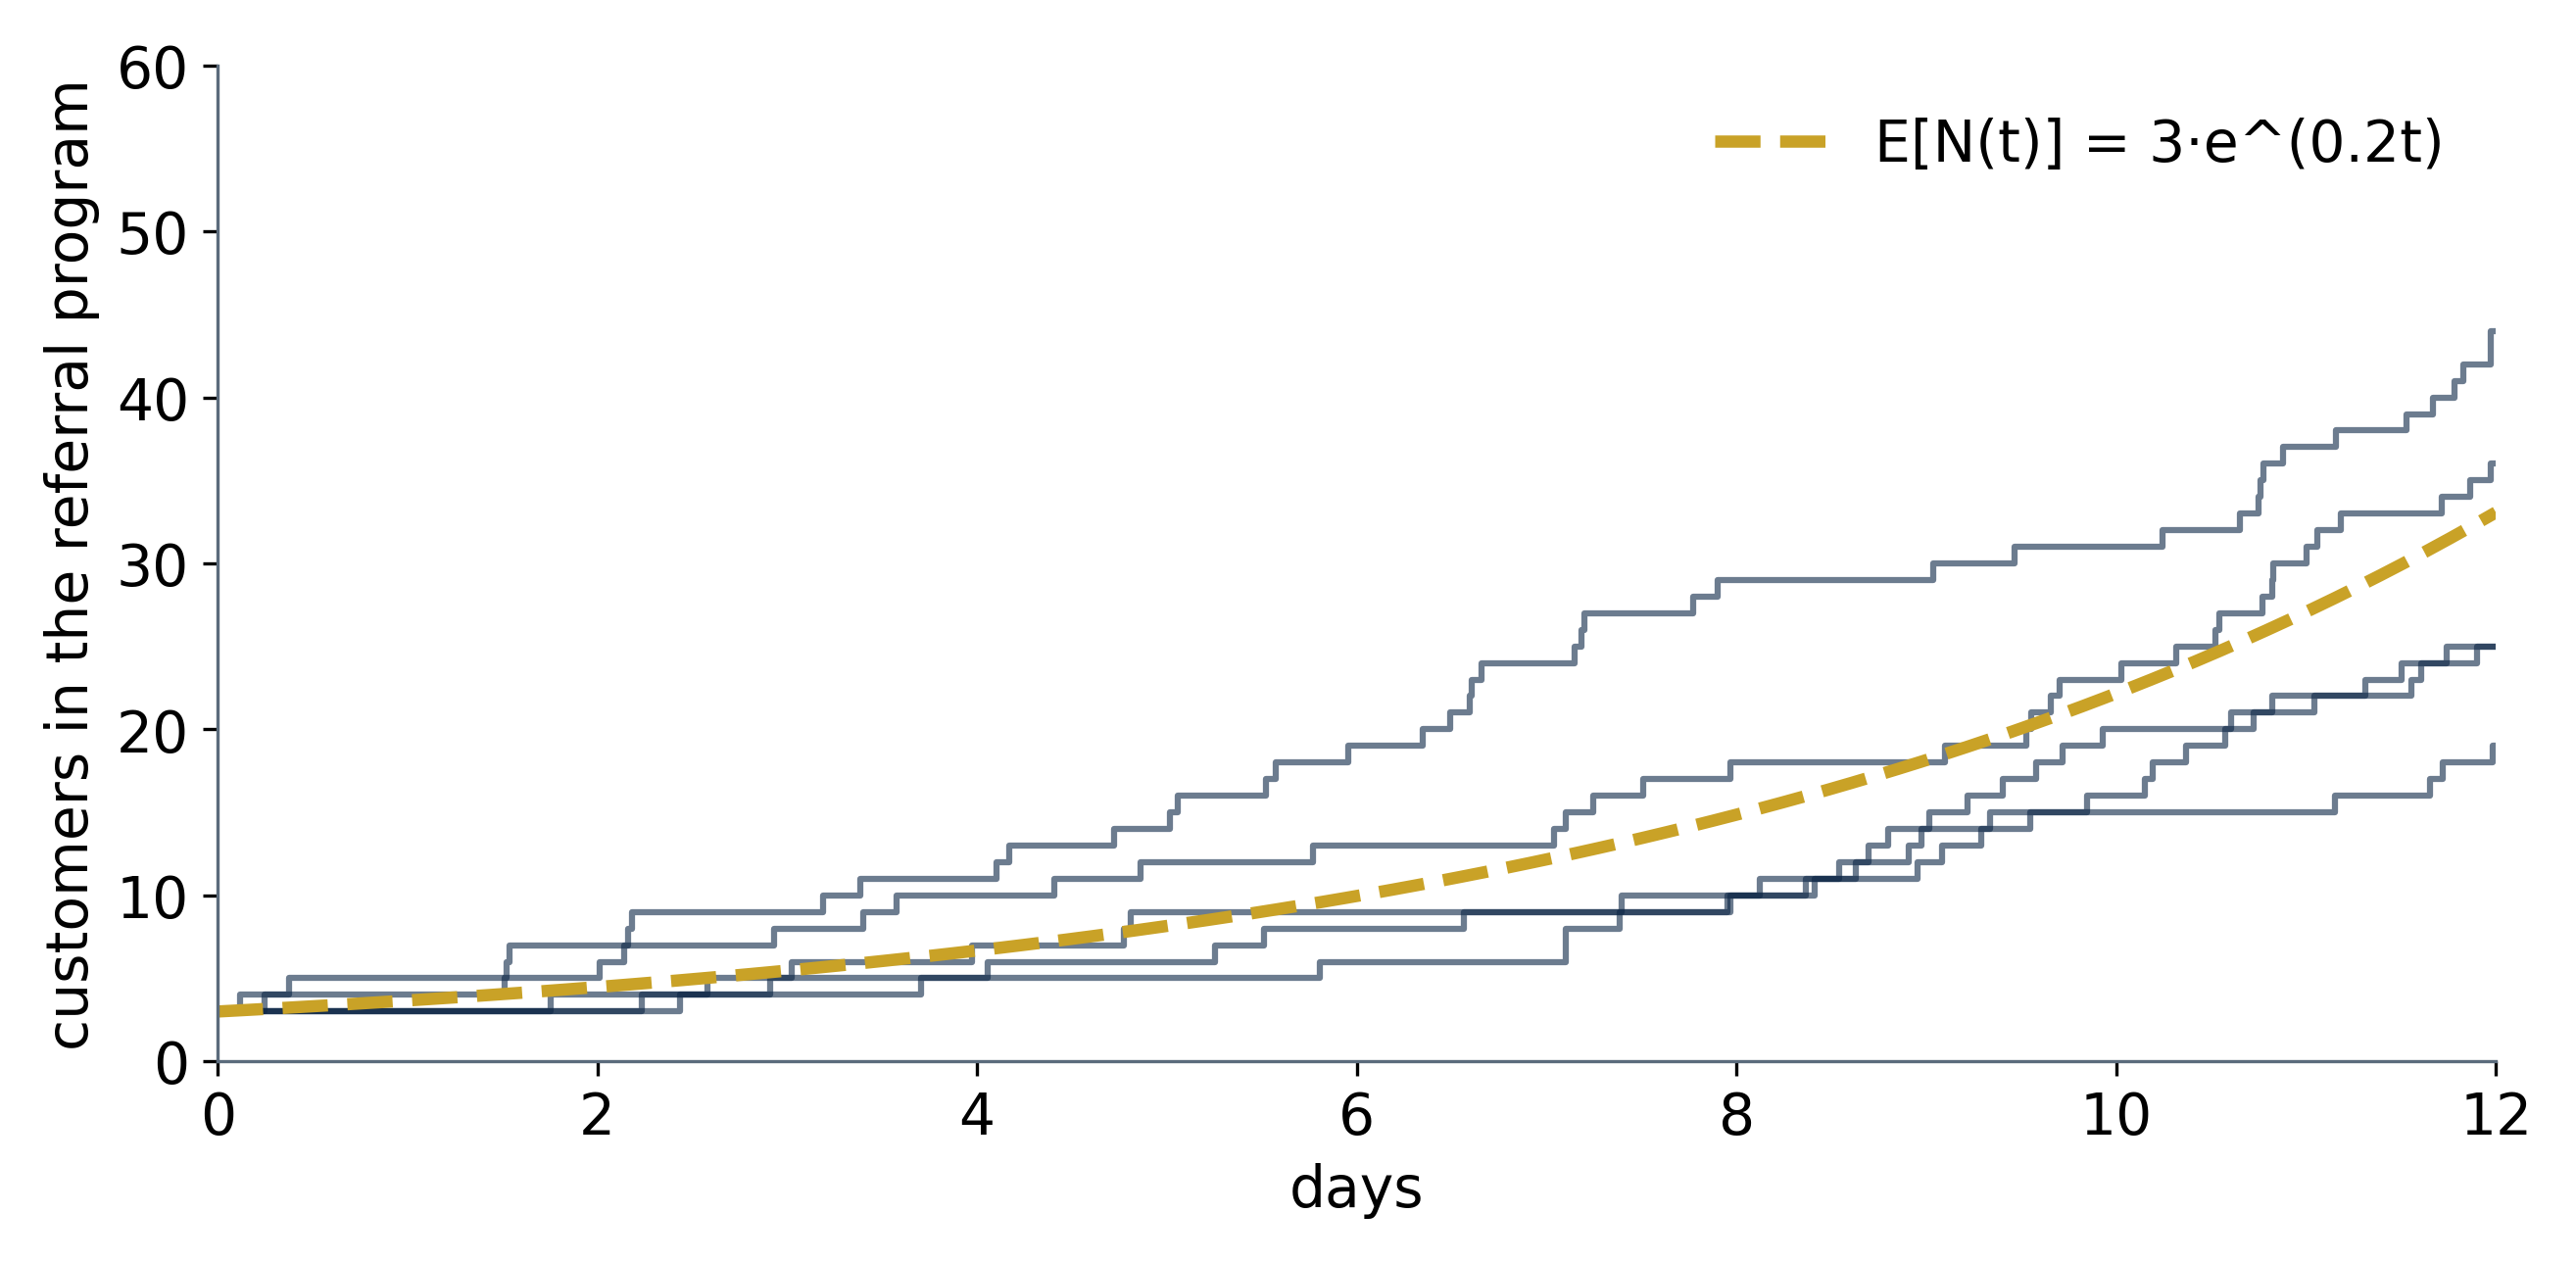 customers in the referral program
60
50
40
30
20
10
0
E[N(t)] = 3·e^(0.2t)
0 2 4 6 8 10 12
days